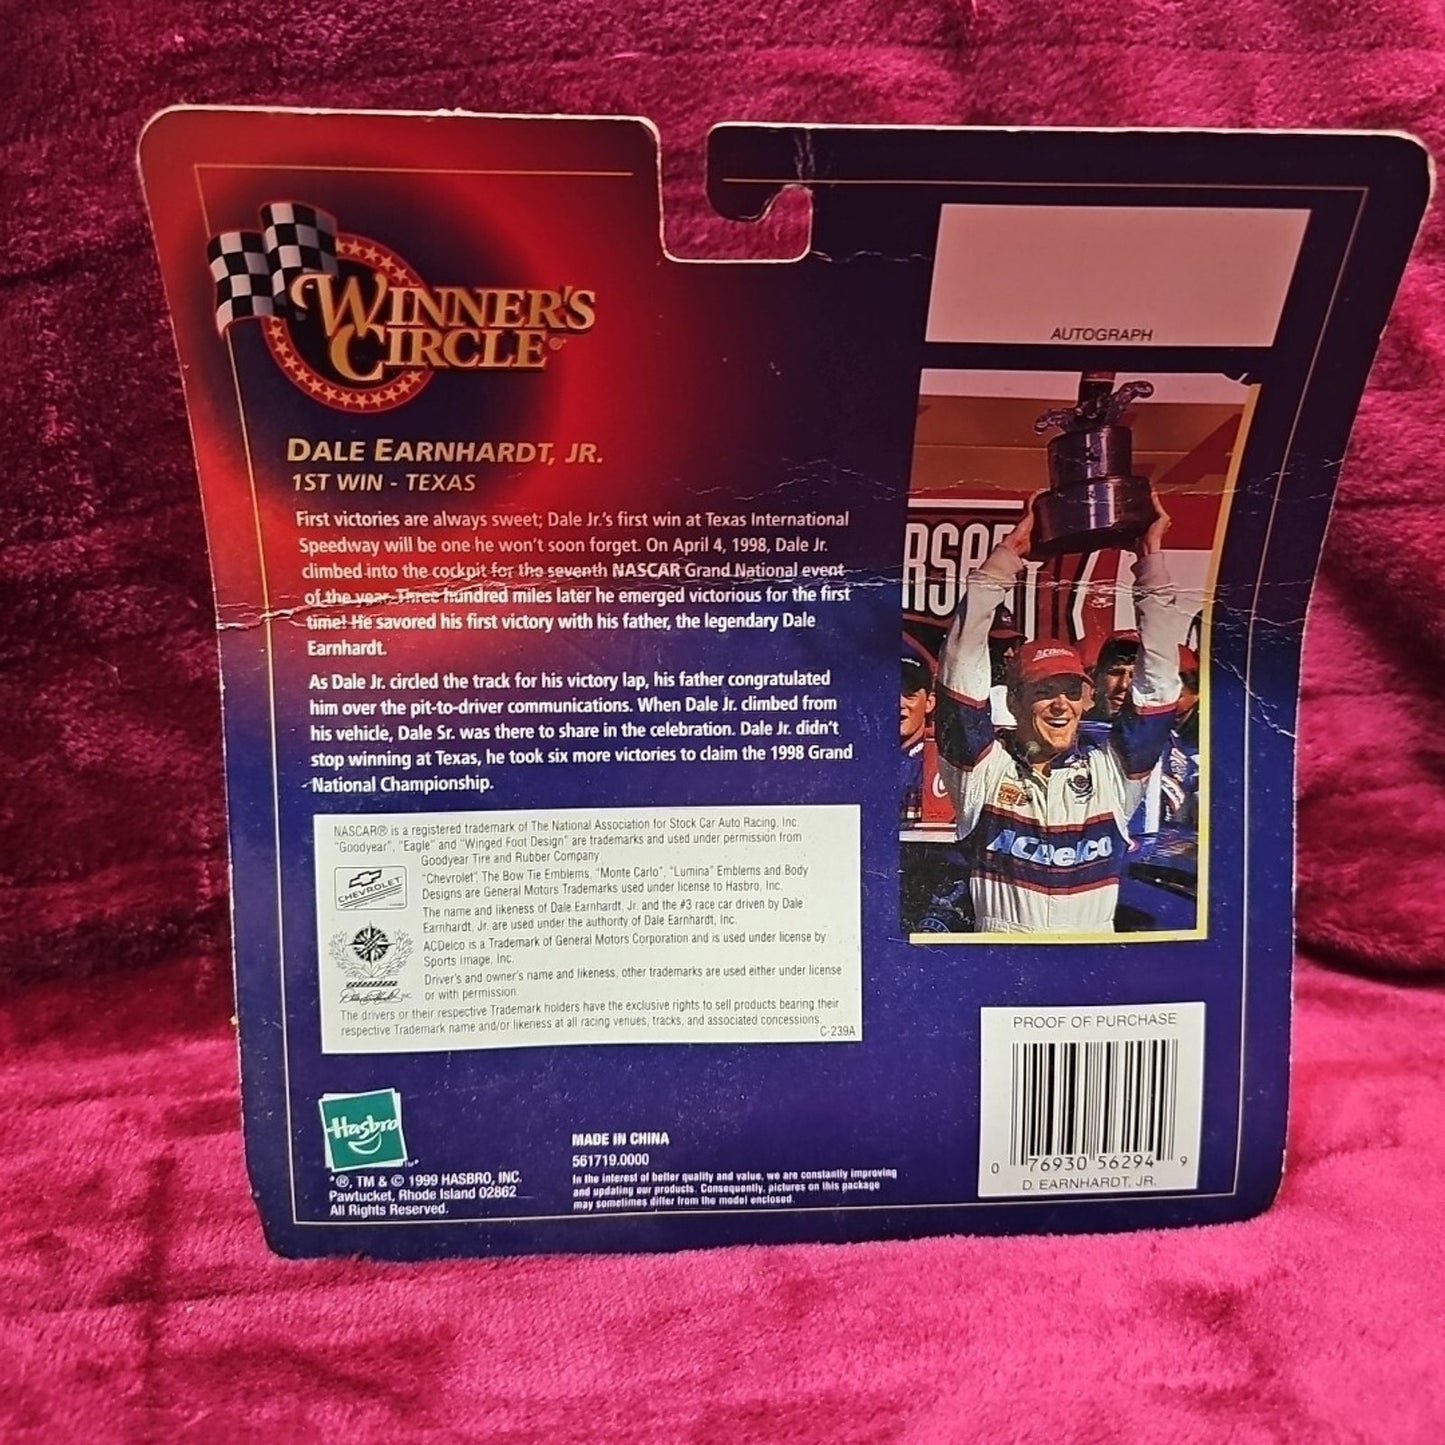 WINNER'S
CIRCLE®
DALE EARNHARDT, JR.
1ST WIN - TEXAS
First victories are always sweet; Dale Jr.'s first win at Texas International
Speedway will be one he won't soon forget. On April 4, 1998, Dale Jr.
climbed into the cockpit for the seventh NASCAR Grand National event
of the year. Three hundred miles later he emerged victorious for the first
time! He savored his first victory with his father, the legendary Dale
Earnhardt.
As Dale Jr. circled the track for his victory lap, his father congratulated
him over the pit-to-driver communications. When Dale Jr. climbed from
his vehicle, Dale Sr. was there to share in the celebration. Dale Jr. didn't
stop winning at Texas, he took six more victories to claim the 1998 Grand
National Championship.
NASCAR® is a registered trademark of The National Association for Stock Car Auto Racing, Inc.
"Goodyear", "Eagle" and "Winged Foot Design" are trademarks and used under permission from
Goodyear Tire and Rubber Company.
CHEVROLET
"Chevrolet", The Bow Tie Emblems, "Monte Carlo", "Lumina" Emblems and Body
Designs are General Motors Trademarks used under license to Hasbro, Inc.
The name and likeness of Dale Earnhardt, Jr. and the #3 race car driven by Dale
Earnhardt, Jr. are used under the authority of Dale Earnhardt, Inc.
ACDelco is a Trademark of General Motors Corporation and is used under license by
Sports Image, Inc.
Driver's and owner's name and likeness, other trademarks are used either under license
or with permission.
The drivers or their respective Trademark holders have the exclusive rights to sell products bearing their
respective Trademark name and/or likeness at all racing venues, tracks, and associated concessions.
C-239A
Hasbro
*®, TM & © 1999 HASBRO, INC.
Pawtucket, Rhode Island 02862
All Rights Reserved.
MADE IN CHINA
561719.0000
In the interest of better quality and value, we are constantly improving
and updating our products. Consequently, pictures on this package
may sometimes differ from the model enclosed.
AUTOGRAPH
ACDelco
ACDelco
PROOF OF PURCHASE
0 76930 56294 9
D. EARNHARDT, JR.